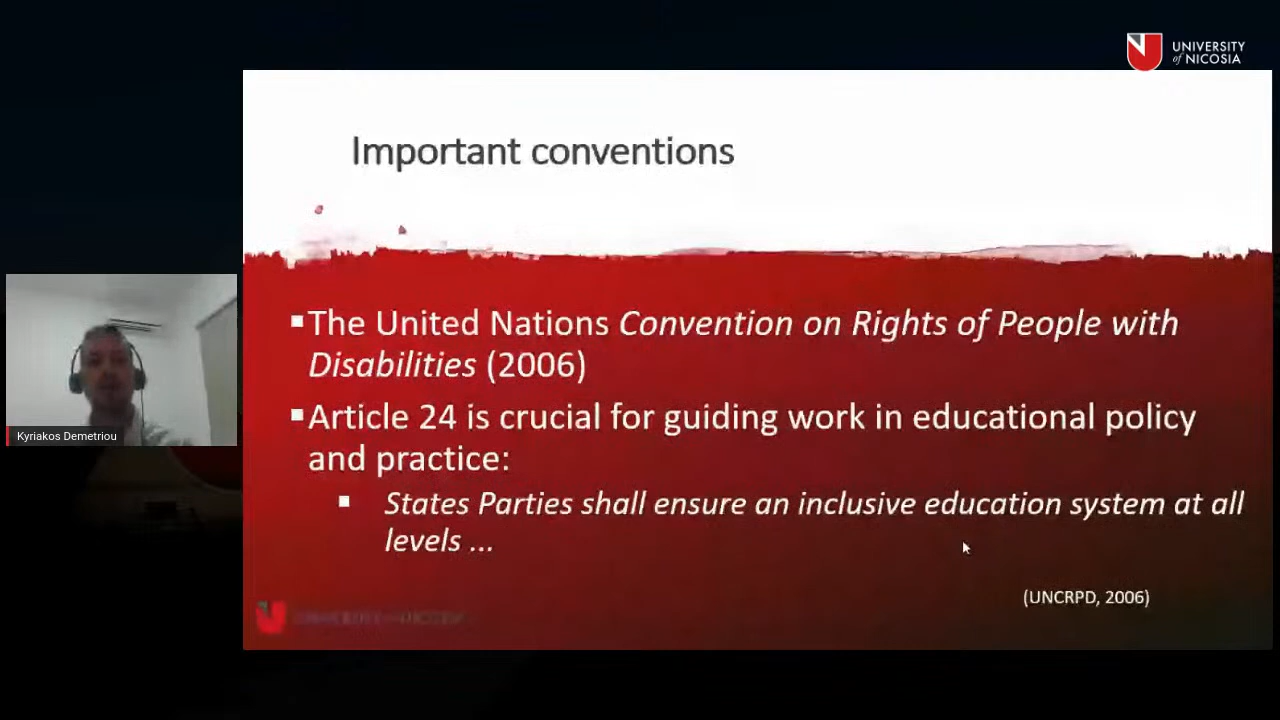 UNIVERSITY
of NICOSIA
Important conventions
▪The United Nations Convention on Rights of People with
Disabilities (2006)
▪Article 24 is crucial for guiding work in educational policy
and practice:
▪ States Parties shall ensure an inclusive education system at all
levels ...
(UNCRPD, 2006)
Kyriakos Demetriou